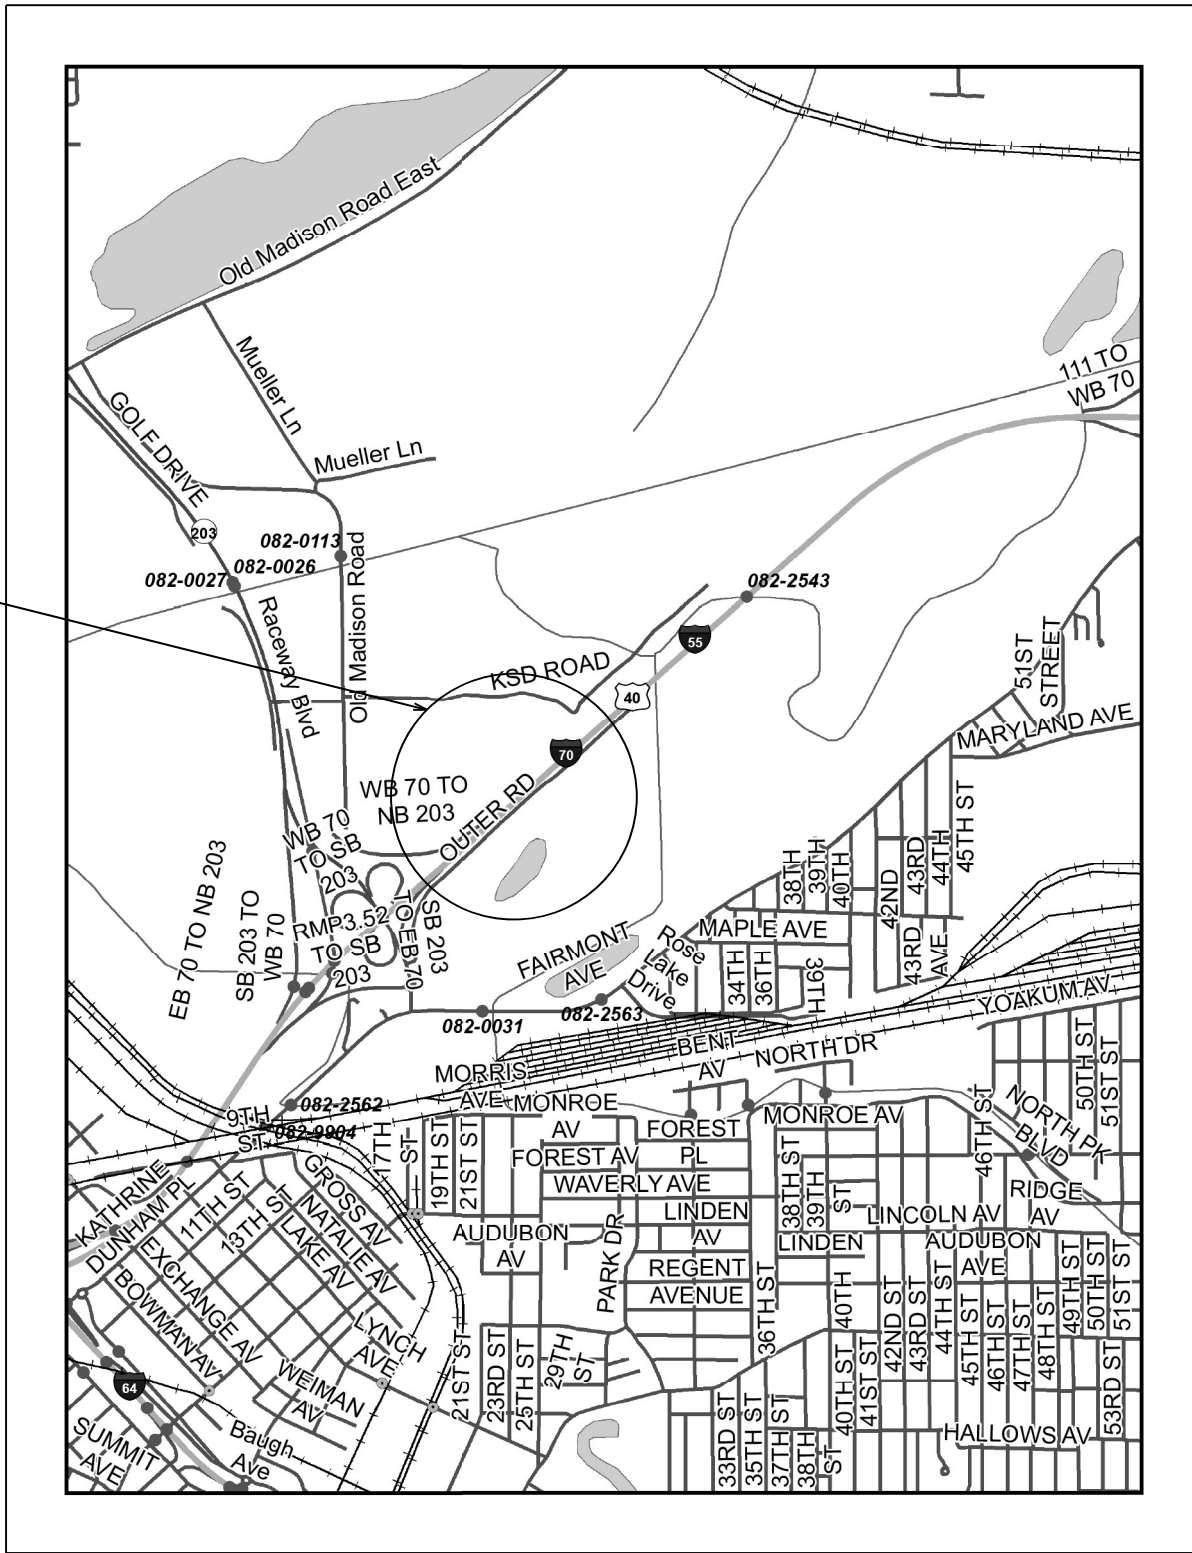 Old Madison Road East
Mueller Ln
111 TO
WB 70
GOLF DRIVE
Mueller Ln
203
082-0113
082-0026
082-0027
Old Madison Road
082-2543
Raceway Blvd
55
51ST
STREET
KSD ROAD
40
MARYLAND AVE
70
WB 70 TO
NB 203
OUTER RD
45TH ST
WB 70
TO SB
203
38TH
39TH
40TH
43RD
44TH
42ND
EB 70 TO NB 203
SB 203 TO
WB 70
RMP3.52
TO SB
203
SB 203
TO EB 70
FAIRMONT
AVE
Rose
Lake
Drive
MAPLE AVE
34TH
36TH
39TH
43RD
AVE
YOAKUM AV
082-0031
082-2563
BENT
AV
NORTH DR
MORRIS
AVE
50TH ST
51ST ST
082-2562
9TH
ST
082-9904
MONROE
AV
MONROE AV
46TH ST
NORTH PK
BLVD
17TH
ST
19TH ST
21ST ST
FOREST
PL
FOREST AV
WAVERLY AVE
38TH ST
39TH
ST
RIDGE
AV
KATHRINE
DUNHAM PL
11TH ST
13TH ST
GROSS AV
NATALIE AV
LAKE AV
LINDEN
AV
LINCOLN AV
AUDUBON
AV
PARK DR
LINDEN
AUDUBON
AVE
EXCHANGE AV
BOWMAN AV
REGENT
AVENUE
36TH ST
40TH
42ND ST
43RD ST
44TH ST
45TH ST
46TH ST
47TH ST
48TH ST
49TH ST
50TH ST
51ST ST
LYNCH
AVE
21ST ST
23RD ST
25TH ST
29TH
ST
64
WEIMAN
AV
40TH ST
41ST ST
53RD ST
SUMMIT
AVE
Baugh
Ave
33RD ST
35TH ST
37TH ST
38TH
ST
HALLOWS AV